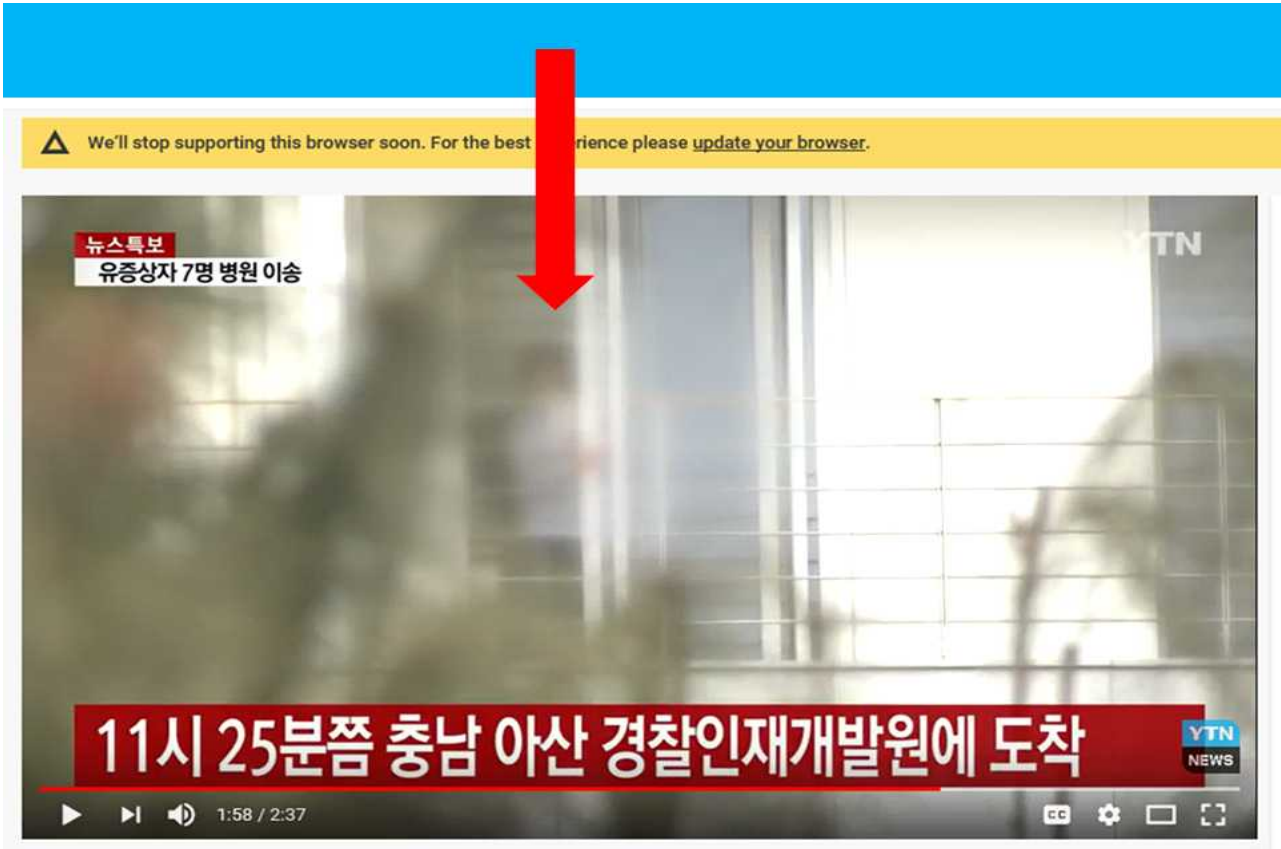 We'll stop supporting this browser soon. For the best rience please update your browser.
뉴스특보
유증상자 7명 병원 이송
YTN
11시 25분쯤 충남 아산 경찰인재개발원에 도착
YTN
NEWS
1:58 / 2:37
CC